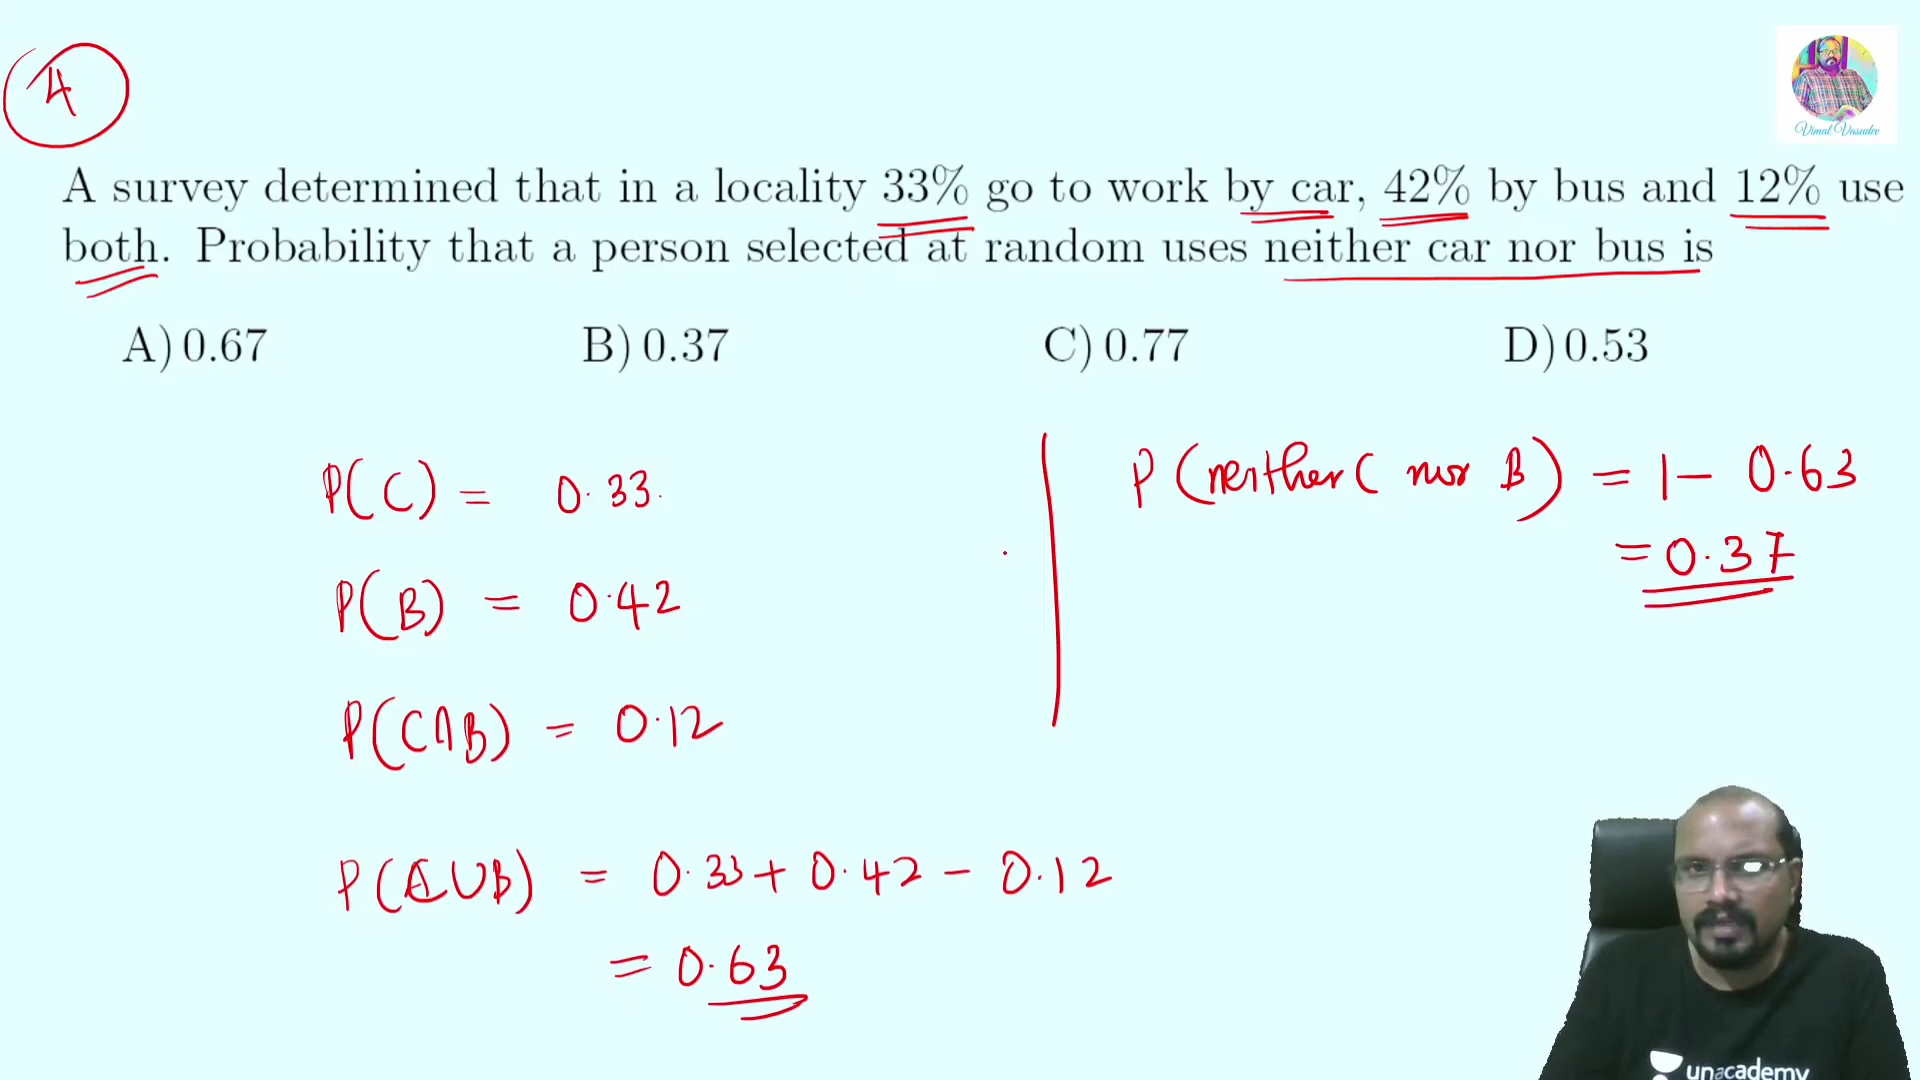 4
Vimal Vasudev
A survey determined that in a locality 33% go to work by car, 42% by bus and 12% use
both. Probability that a person selected at random uses neither car nor bus is
A) 0.67 B) 0.37 C) 0.77 D) 0.53
P(C) = 0.33.
P(B) = 0.42
P(C∩B) = 0.12
P(C∪B) = 0.33 + 0.42 - 0.12
= 0.63
P(neither C nor B) = 1 - 0.63
= 0.37
unacademy